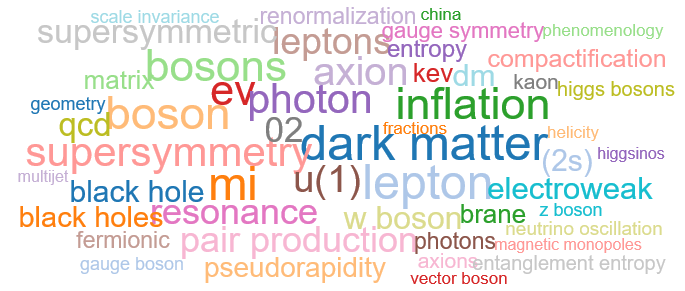 scale invariance
renormalization
china
supersymmetric
leptons
gauge symmetry
phenomenology
entropy
bosons
axion
compactification
matrix
ev
kev
dm
kaon
higgs bosons
geometry
boson
photon
inflation
qcd
02
fractions
helicity
dark matter
supersymmetry
(2s)
higgsinos
multijet
black hole
mi
u(1)
lepton
electroweak
black holes
resonance
w boson
brane
z boson
neutrino oscillation
fermionic
pair production
photons
magnetic monopoles
gauge boson
pseudorapidity
axions
entanglement entropy
vector boson